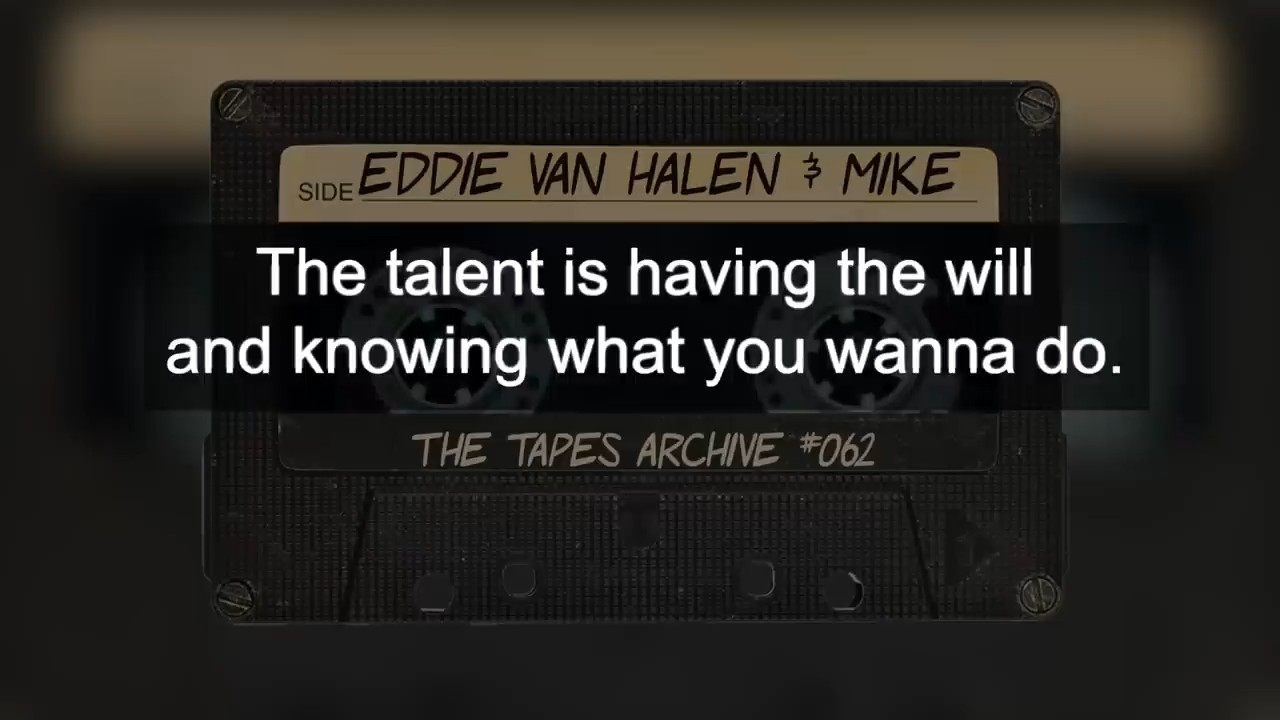 SIDE EDDIE VAN HALEN & MIKE
The talent is having the will
and knowing what you wanna do.
THE TAPES ARCHIVE #062